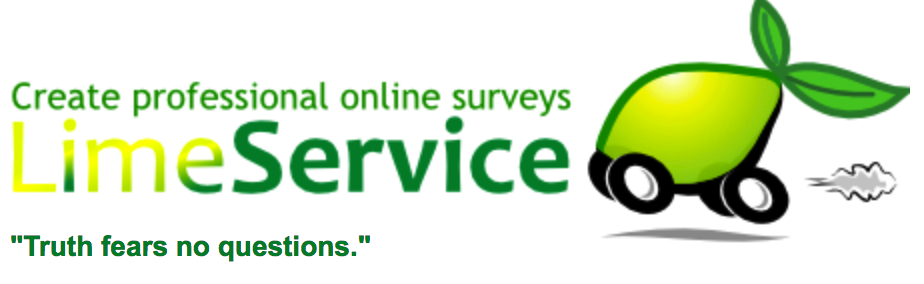 Create professional online surveys
LimeService
"Truth fears no questions."